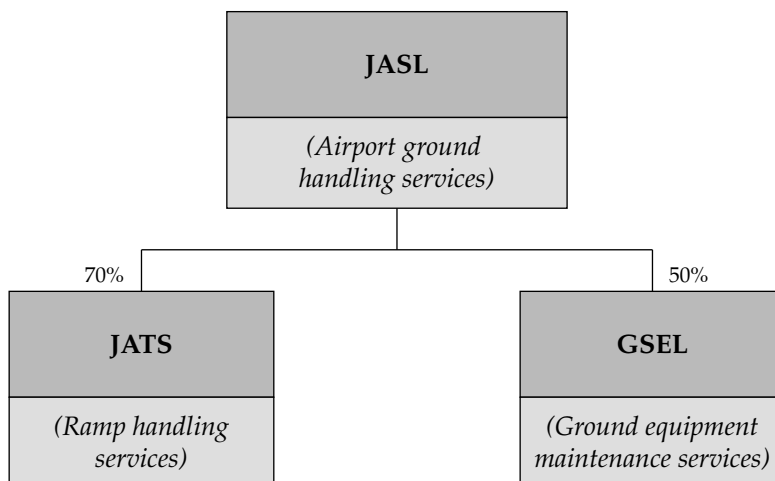 JASL
(Airport ground
handling services)
70%
50%
JATS
GSEL
(Ramp handling
services)
(Ground equipment
maintenance services)